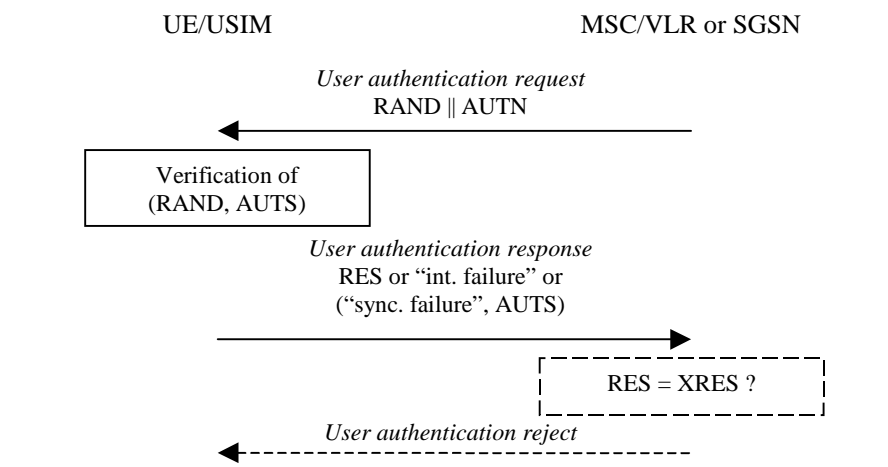 UE/USIM MSC/VLR or SGSN
User authentication request
RAND || AUTN
Verification of
(RAND, AUTS)
User authentication response
RES or “int. failure” or
(“sync. failure”, AUTS)
RES = XRES ?
User authentication reject